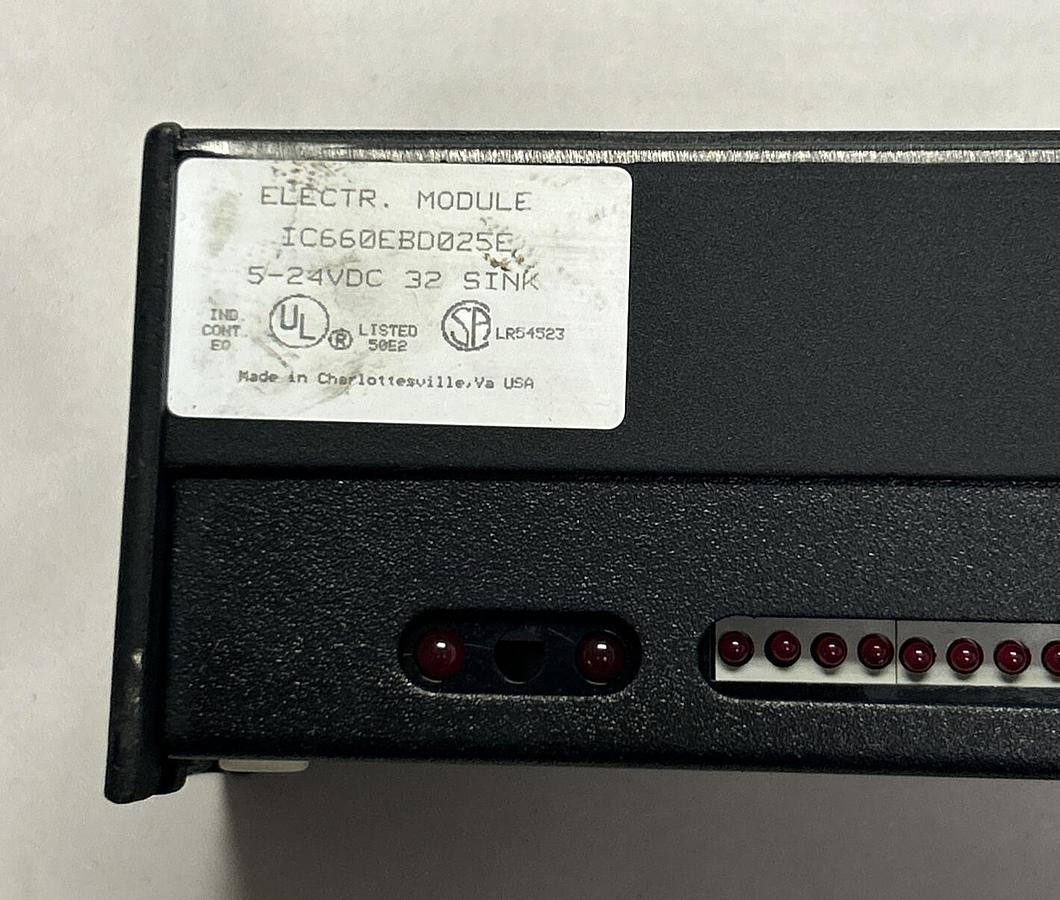 ELECTR. MODULE
IC660EBD025E
5-24VDC 32 SINK
IND.
CONT.
EQ
UL
®
LISTED
50E2
SA
LR54523
Made in Charlottesville,Va USA